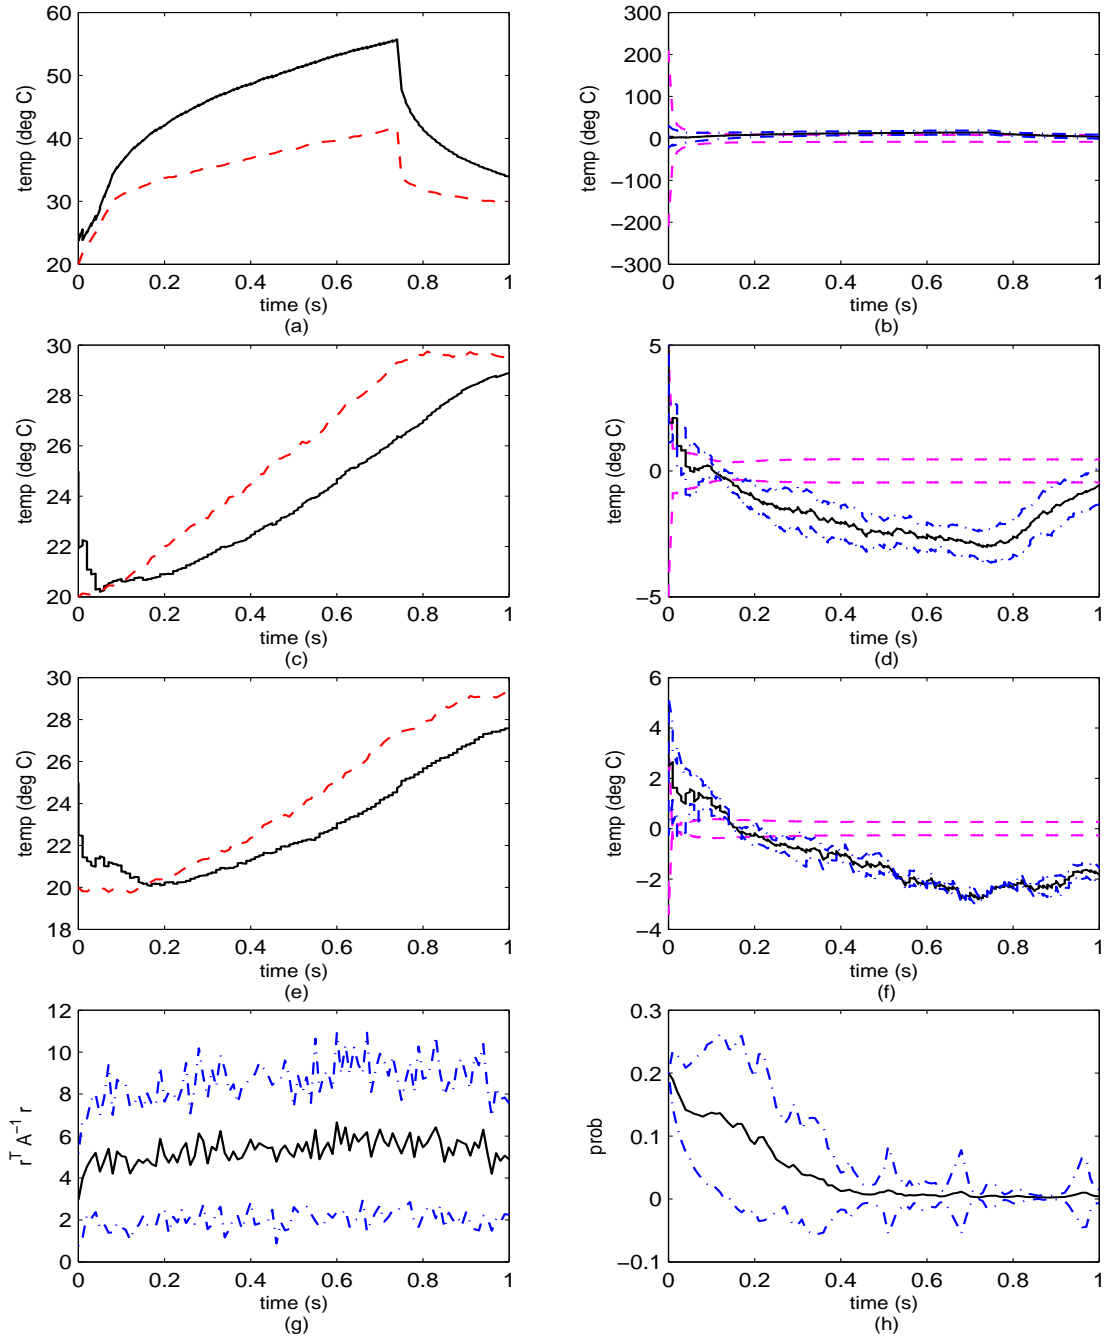 60
50
40
30
20
temp (deg C)
0 0.2 0.4 0.6 0.8 1
time (s)
(a)
300
200
100
0
−100
−200
−300
temp (deg C)
0 0.2 0.4 0.6 0.8 1
time (s)
(b)
30
28
26
24
22
20
temp (deg C)
0 0.2 0.4 0.6 0.8 1
time (s)
(c)
5
0
−5
temp (deg C)
0 0.2 0.4 0.6 0.8 1
time (s)
(d)
30
28
26
24
22
20
18
temp (deg C)
0 0.2 0.4 0.6 0.8 1
time (s)
(e)
6
4
2
0
−2
−4
temp (deg C)
0 0.2 0.4 0.6 0.8 1
time (s)
(f)
12
10
8
6
4
2
0
r^T A^−1 r
0 0.2 0.4 0.6 0.8 1
time (s)
(g)
0.3
0.2
0.1
0
−0.1
prob
0 0.2 0.4 0.6 0.8 1
time (s)
(h)